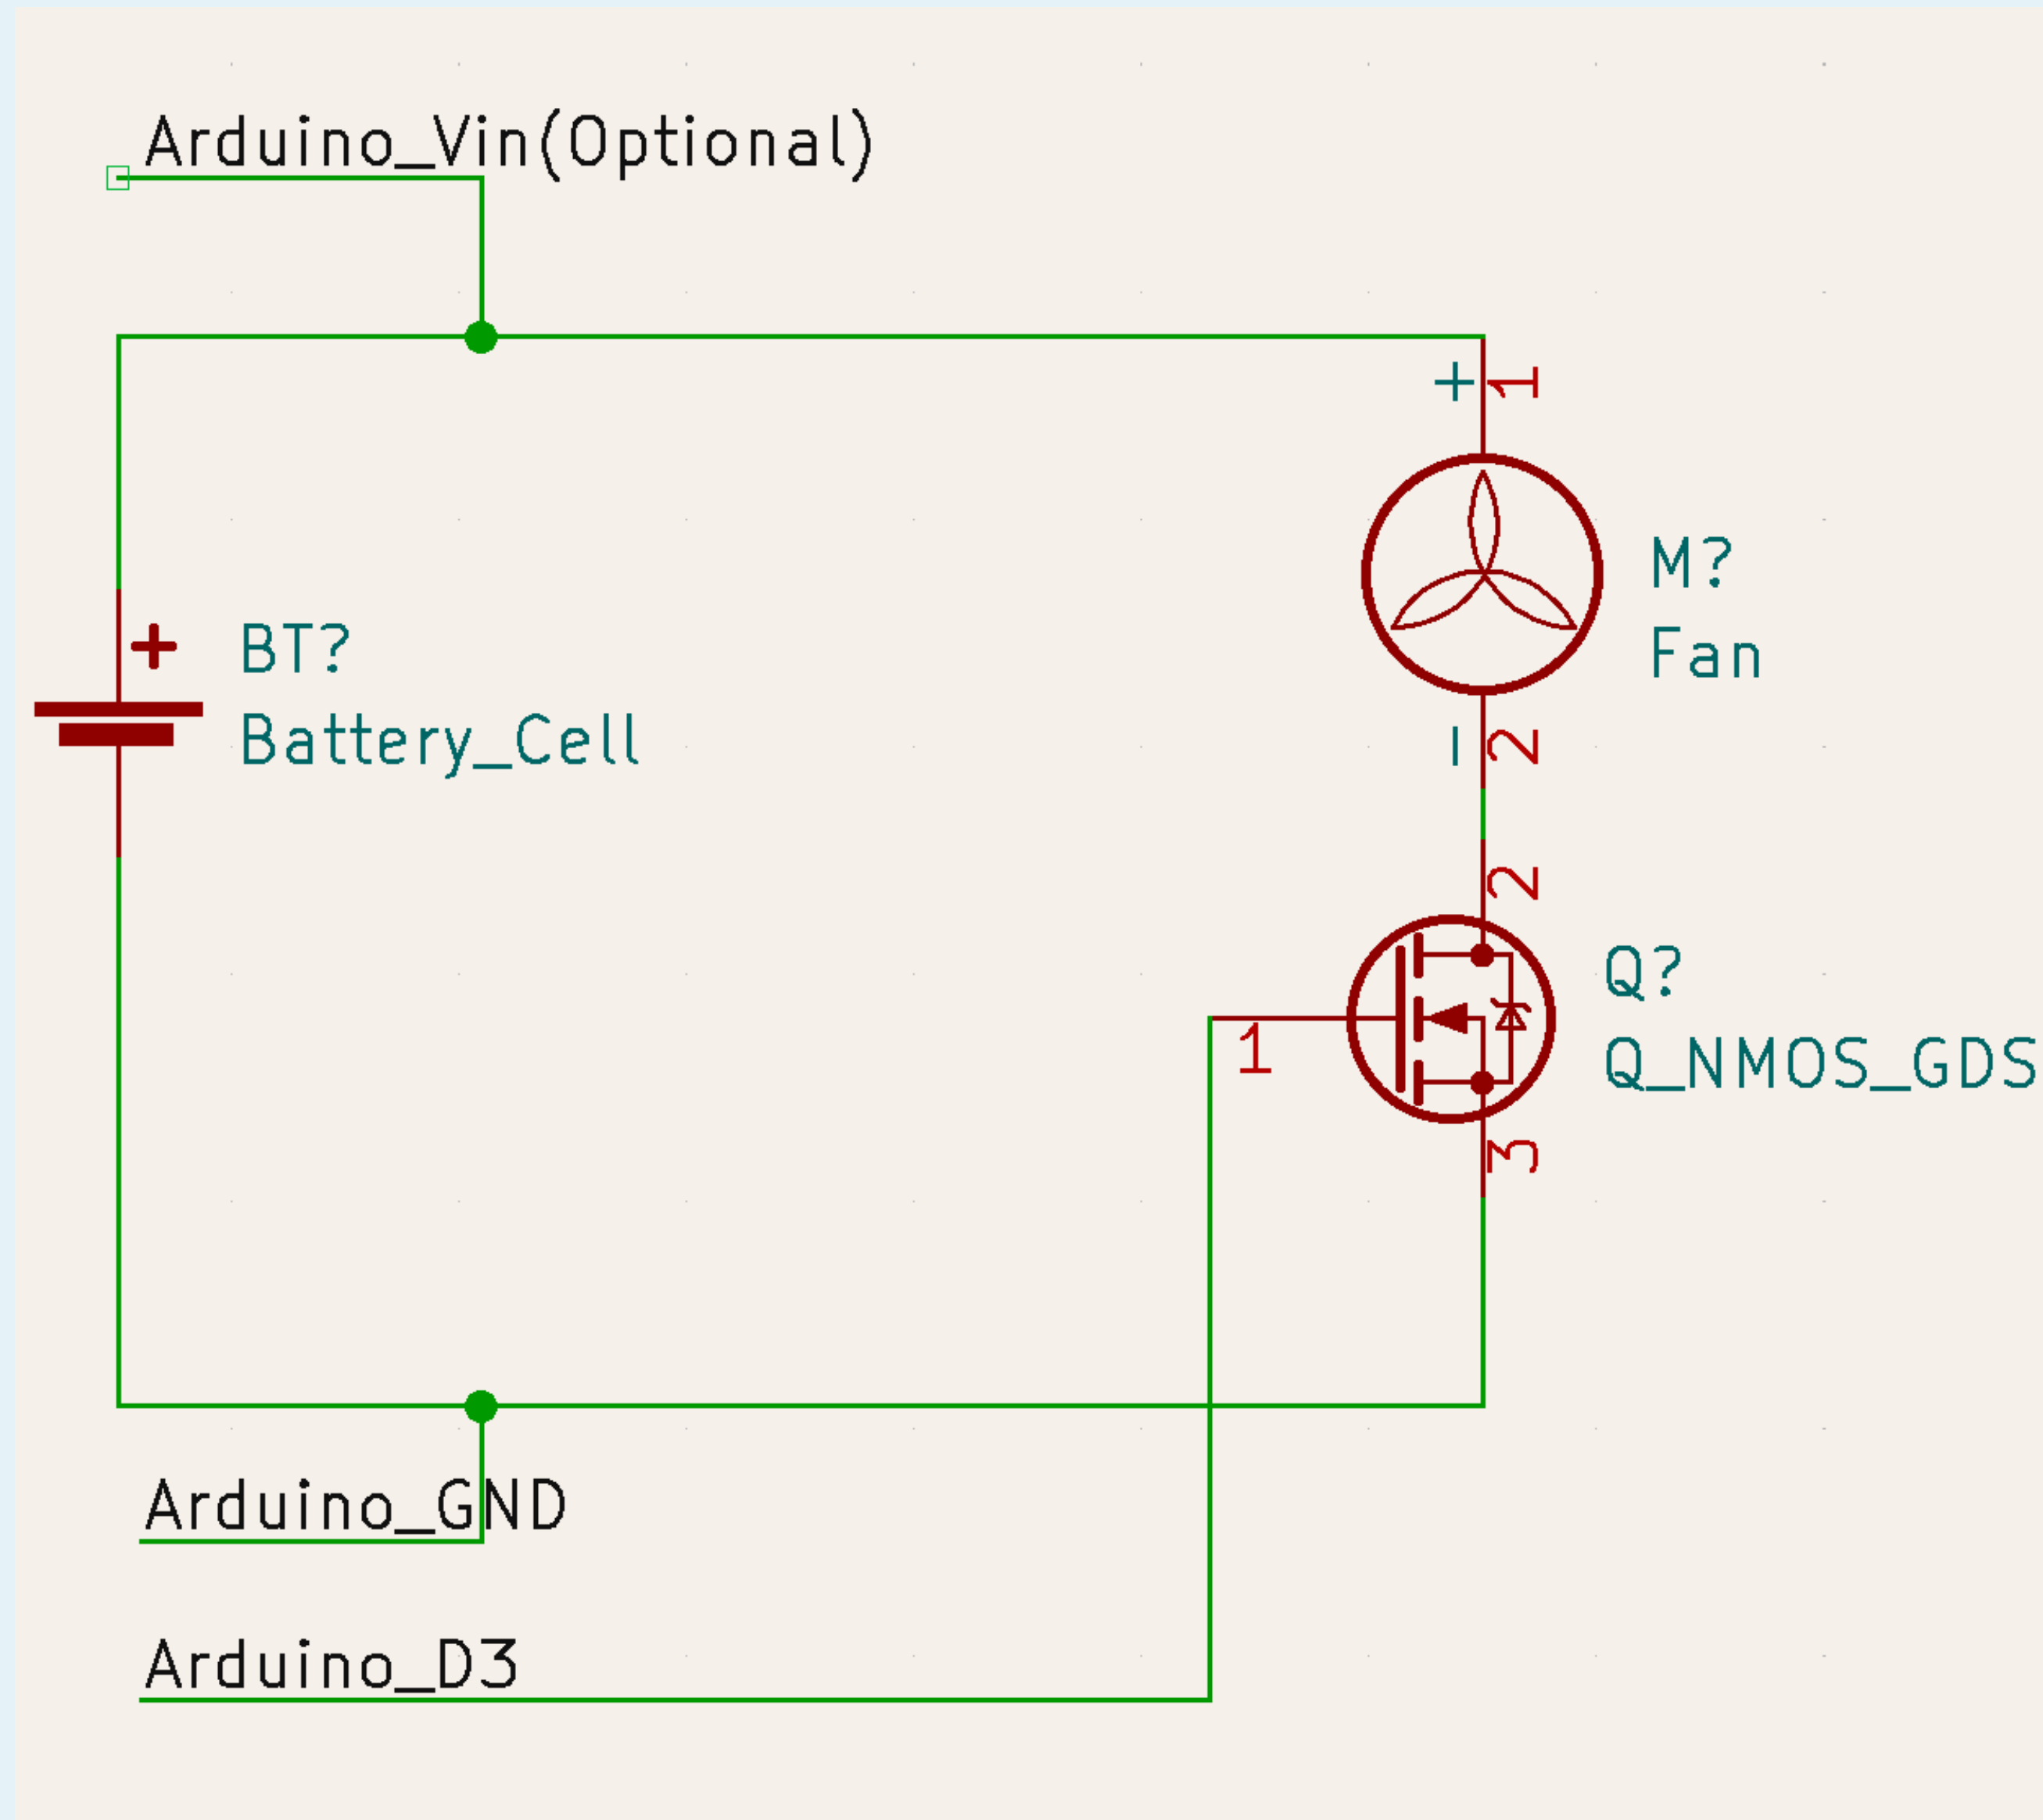 Arduino_Vin(Optional)
+
1
M?
Fan
+
BT?
Battery_Cell
-
2
2
Q?
Q_NMOS_GDS
1
3
Arduino_GND
Arduino_D3